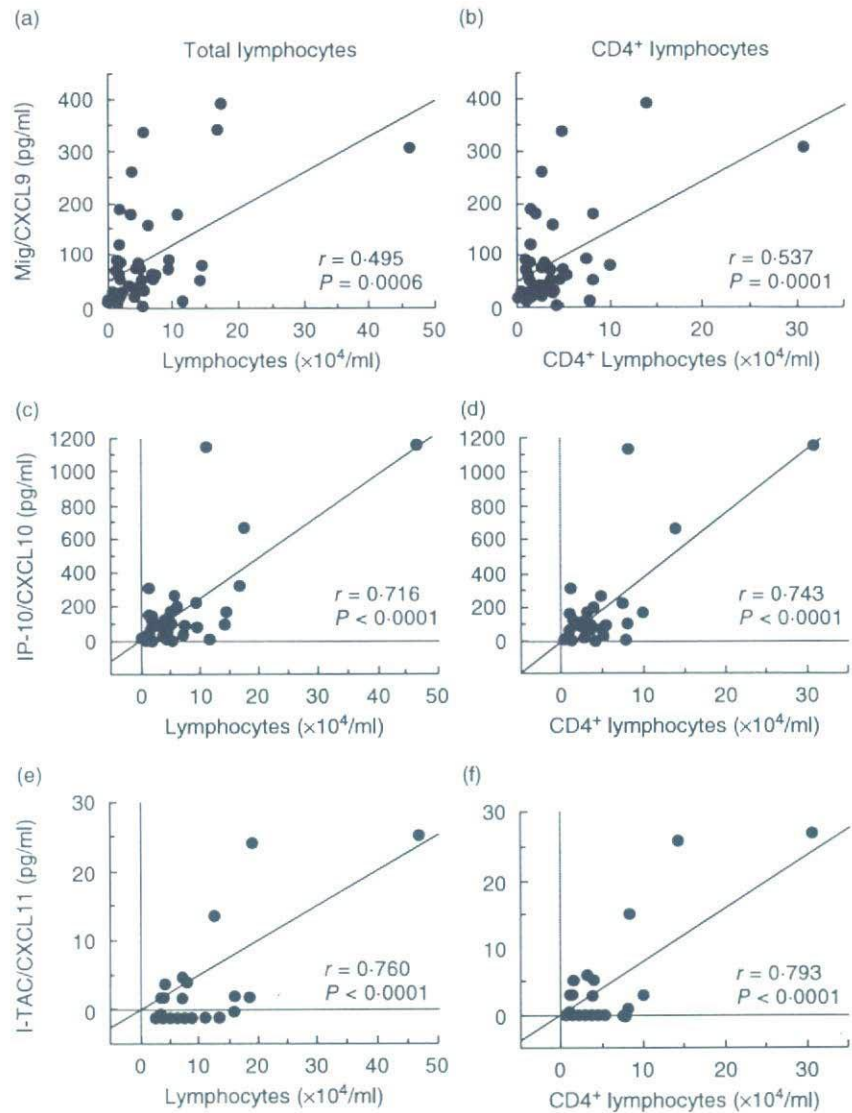 (a)
Total lymphocytes
Mig/CXCL9 (pg/ml)
400
300
200
100
0
r = 0·495
P = 0·0006
0 10 20 30 40 50
Lymphocytes (×10⁴/ml)
(b)
CD4⁺ lymphocytes
400
300
200
100
0
r = 0·537
P = 0·0001
0 10 20 30
CD4⁺ Lymphocytes (×10⁴/ml)
(c)
IP-10/CXCL10 (pg/ml)
1200
1000
800
600
400
200
0
r = 0·716
P < 0·0001
0 10 20 30 40 50
Lymphocytes (×10⁴/ml)
(d)
1200
1000
800
600
400
200
0
r = 0·743
P < 0·0001
0 10 20 30
CD4⁺ lymphocytes (×10⁴/ml)
(e)
I-TAC/CXCL11 (pg/ml)
30
20
10
5
0
r = 0·760
P < 0·0001
0 10 20 30 40 50
Lymphocytes (×10⁴/ml)
(f)
30
20
10
5
0
r = 0·793
P < 0·0001
0 10 20 30
CD4⁺ lymphocytes (×10⁴/ml)